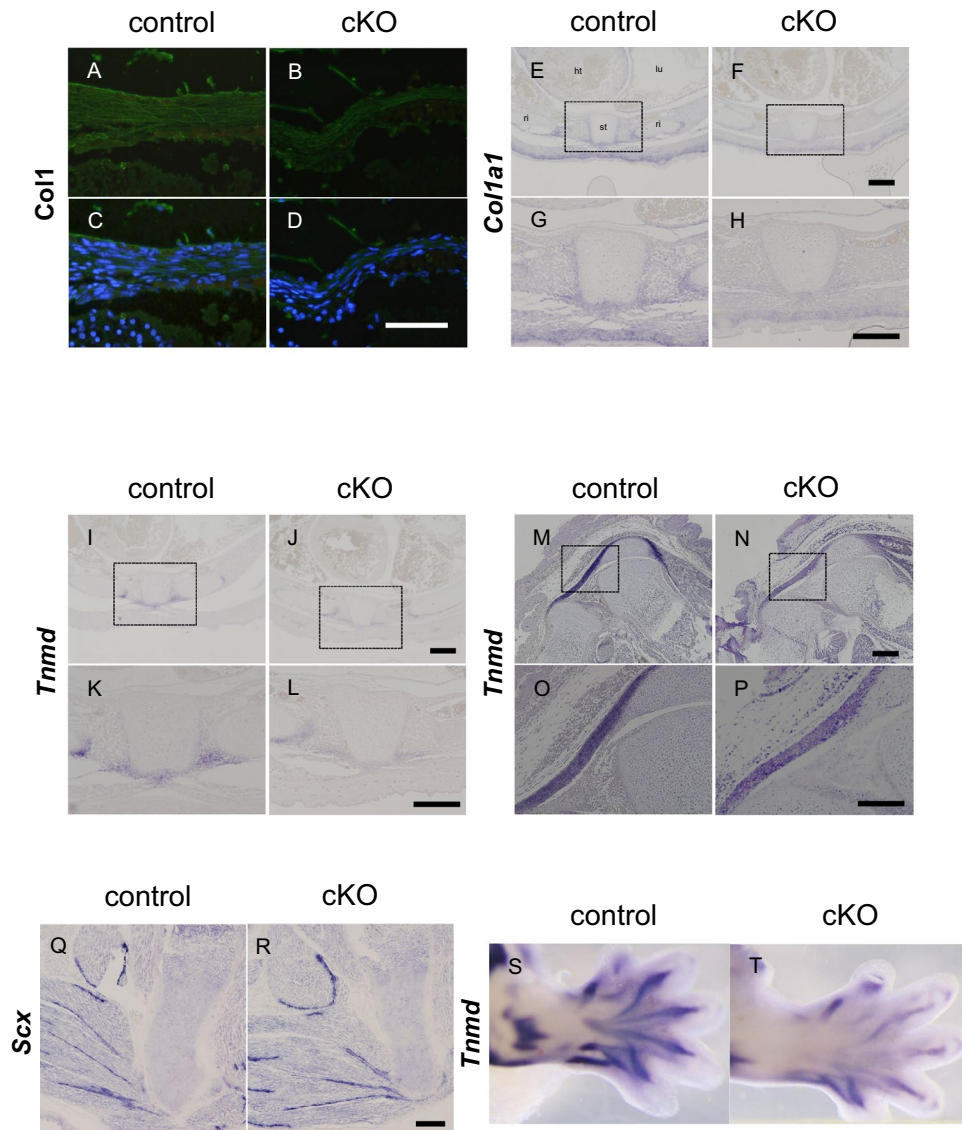 control cKO
A B
Col1
C D
control cKO
E ht lu F
ri st ri
Col1a1
G H
control cKO
I J
Tnmd
K L
control cKO
M N
Tnmd
O P
control cKO
Q R
Scx
control cKO
S T
Tnmd